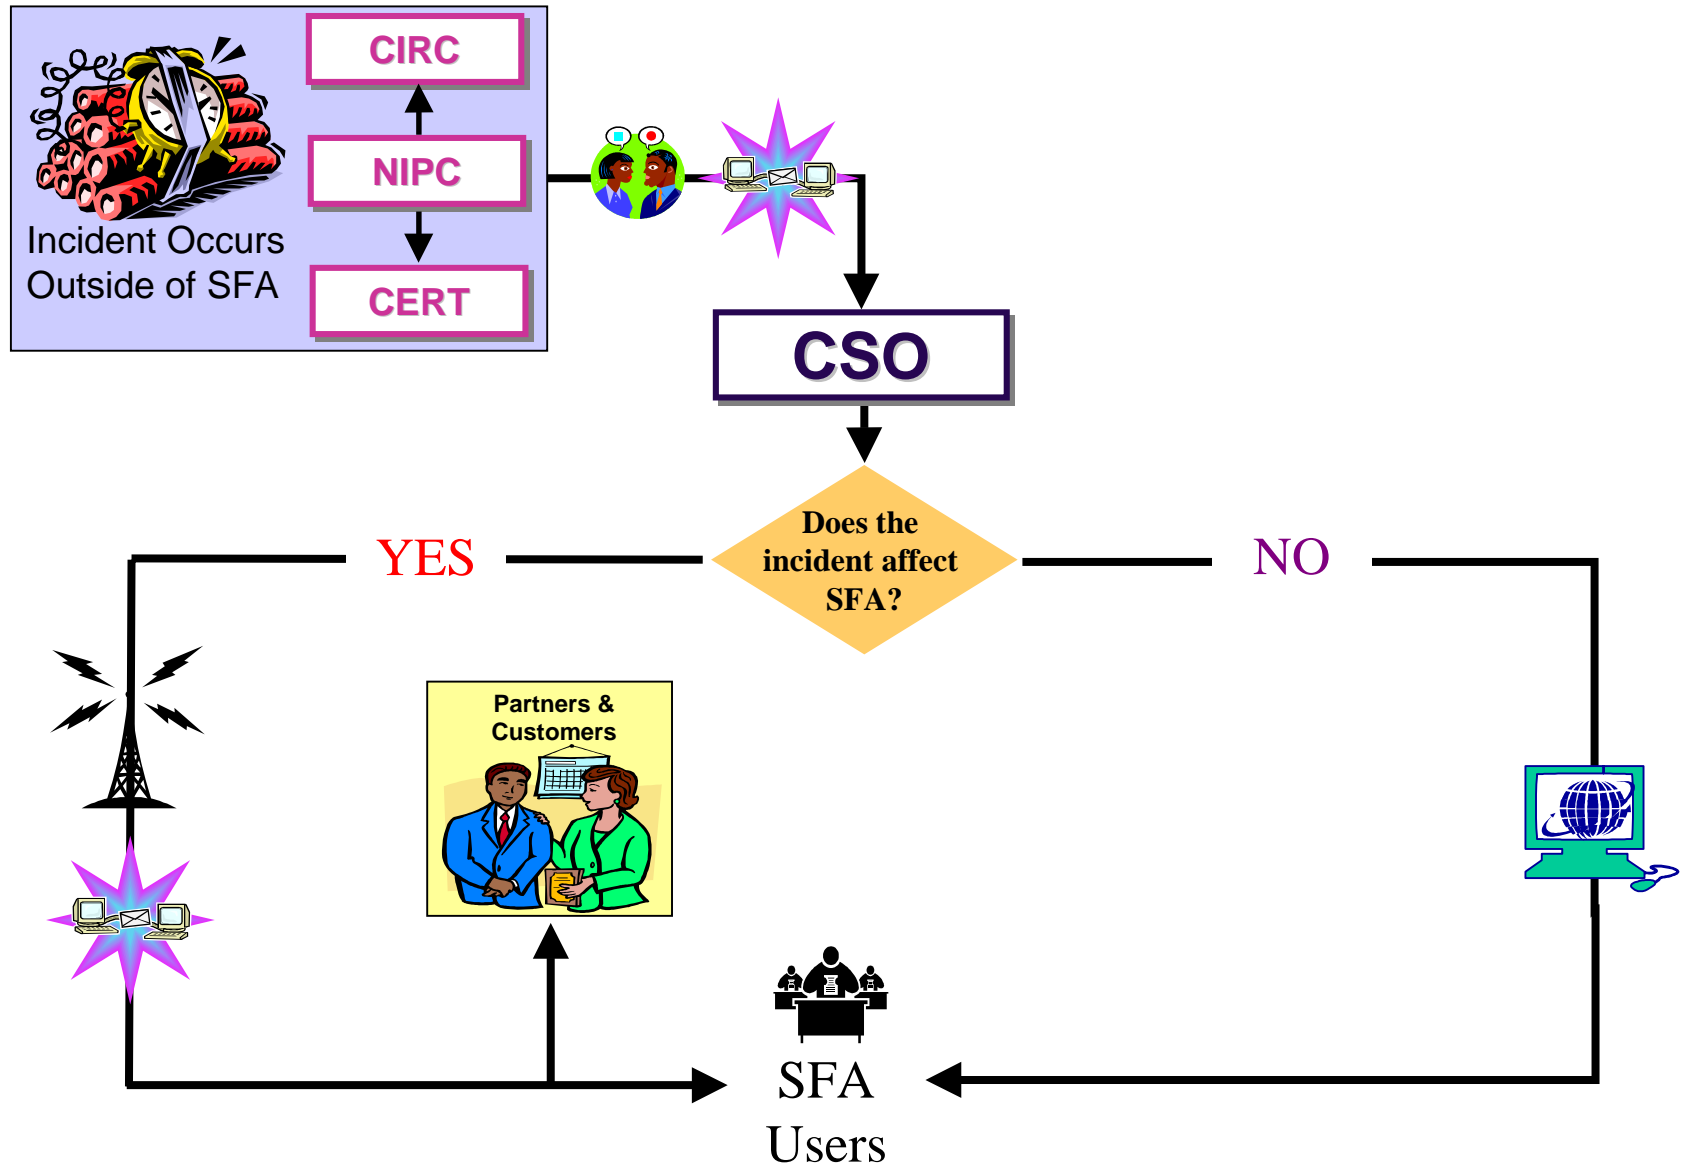 CIRC
NIPC
Incident Occurs
Outside of SFA
CERT
CSO
Does the
incident affect
SFA?
YES
NO
Partners &
Customers
SFA
Users